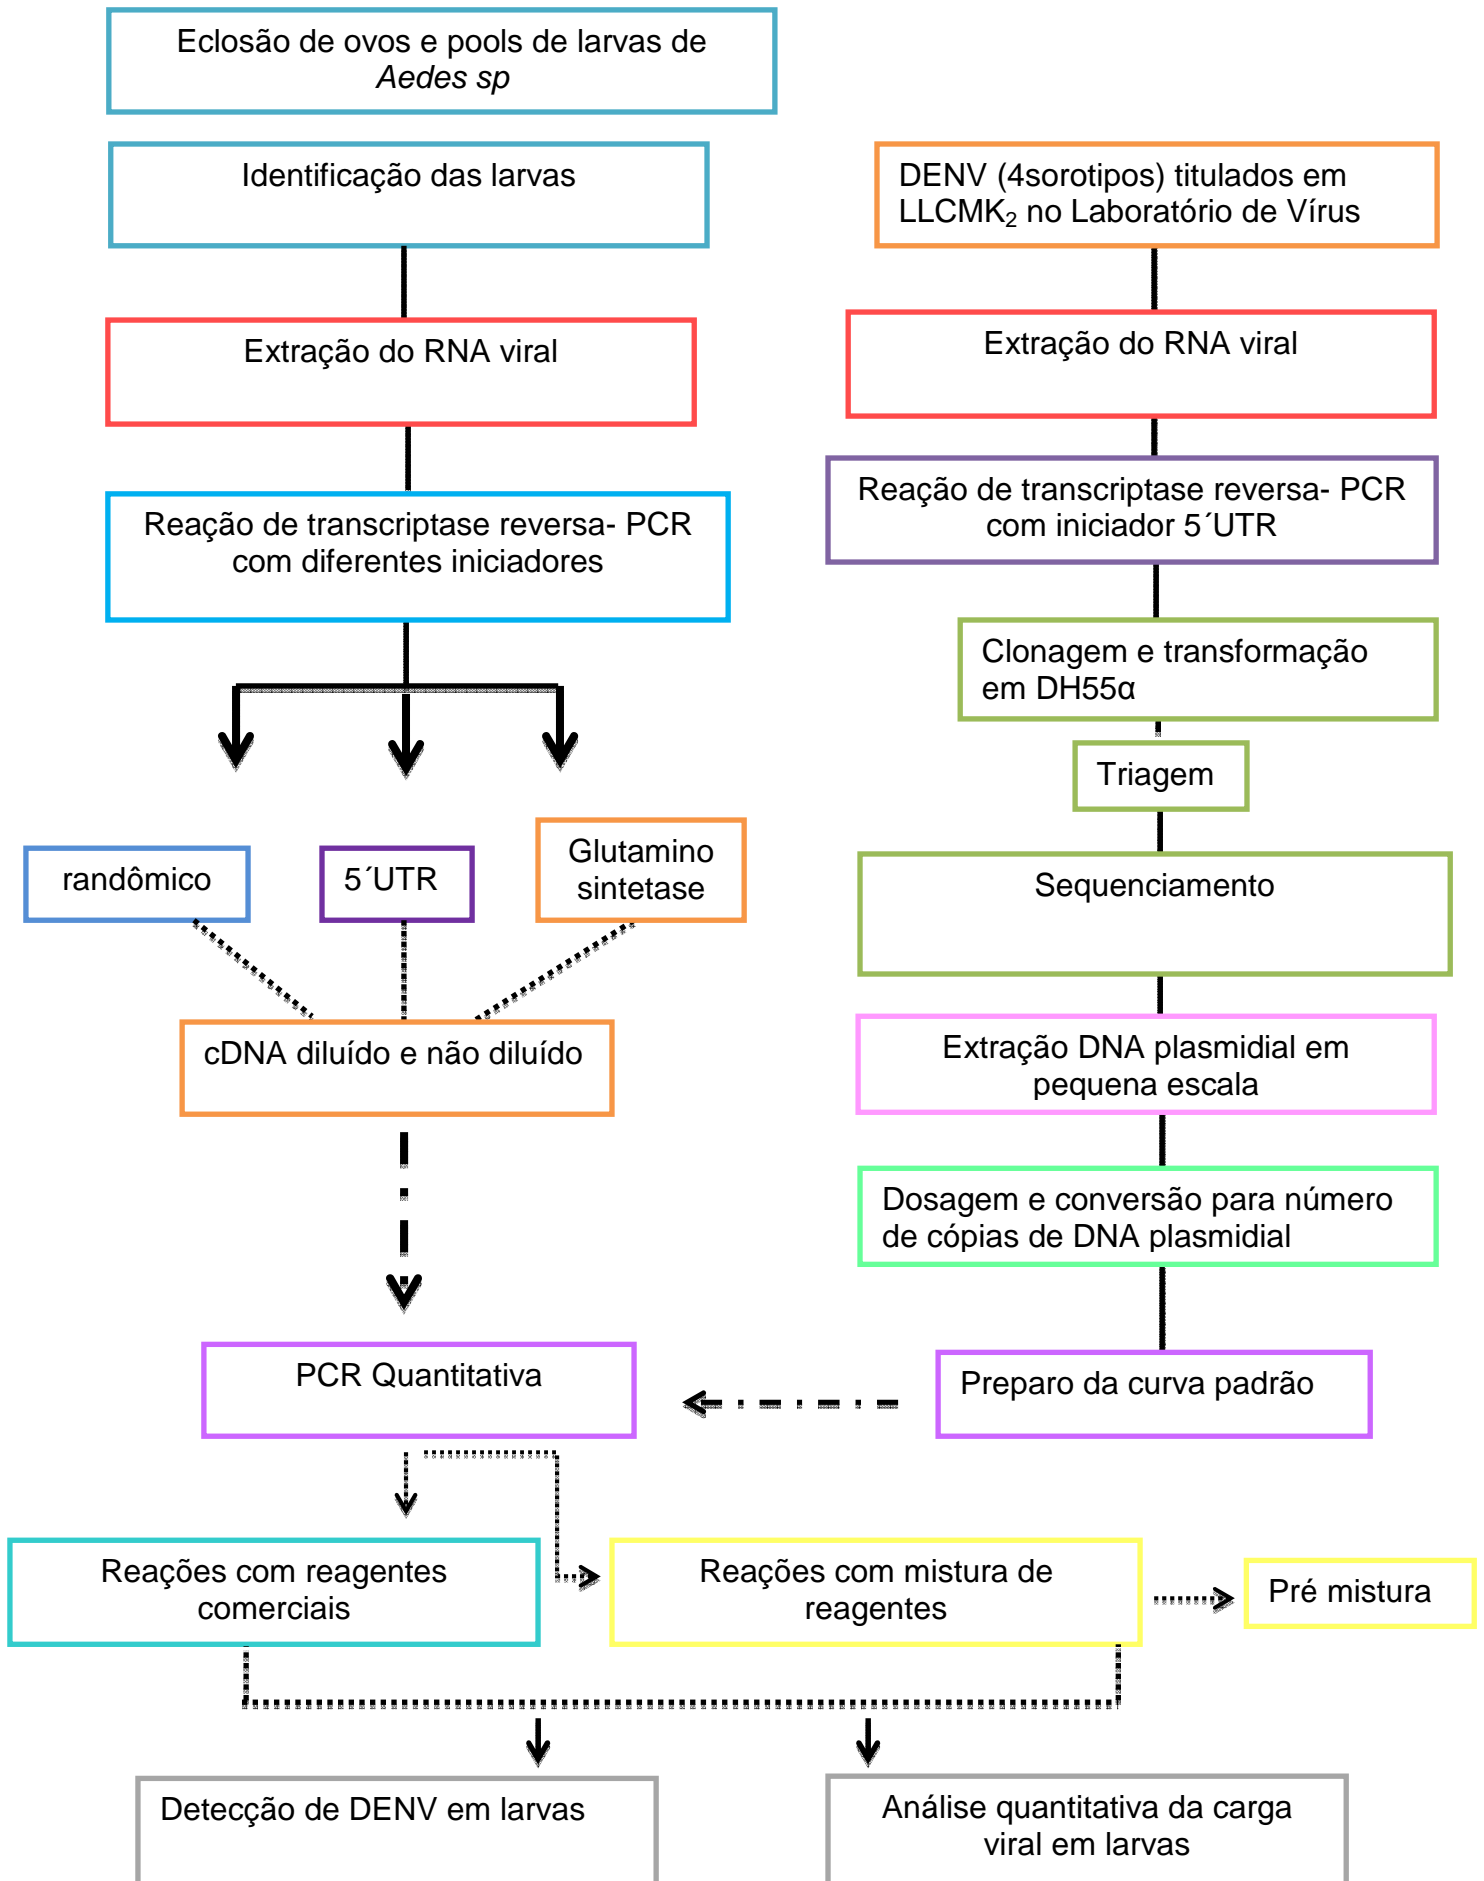 Eclosão de ovos e pools de larvas de
Aedes sp
Identificação das larvas
DENV (4sorotipos) titulados em
LLCMK₂ no Laboratório de Vírus
Extração do RNA viral
Extração do RNA viral
Reação de transcriptase reversa- PCR
com diferentes iniciadores
Reação de transcriptase reversa- PCR
com iniciador 5´UTR
Clonagem e transformação
em DH55α
Triagem
randômico
5´UTR
Glutamino
sintetase
Sequenciamento
cDNA diluído e não diluído
Extração DNA plasmidial em
pequena escala
Dosagem e conversão para número
de cópias de DNA plasmidial
PCR Quantitativa
Preparo da curva padrão
Reações com reagentes
comerciais
Reações com mistura de
reagentes
Pré mistura
Detecção de DENV em larvas
Análise quantitativa da carga
viral em larvas